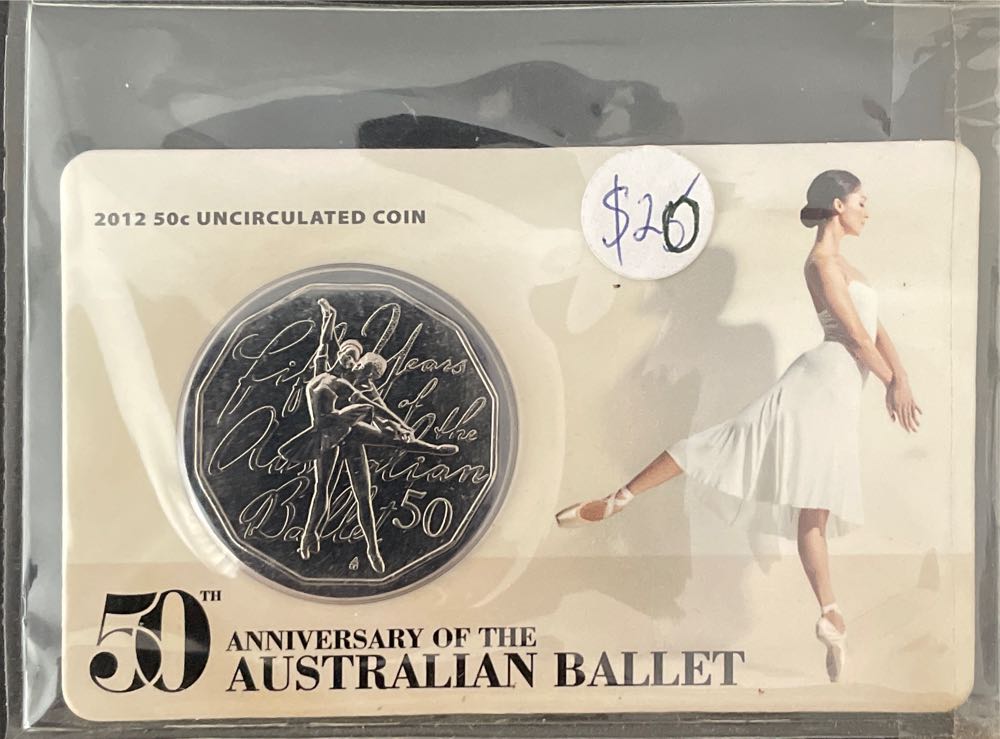 2012 50c UNCIRCULATED COIN
$20
Fifty Years
of
the
Australian
Ballet 50
50TH
ANNIVERSARY OF THE
AUSTRALIAN BALLET